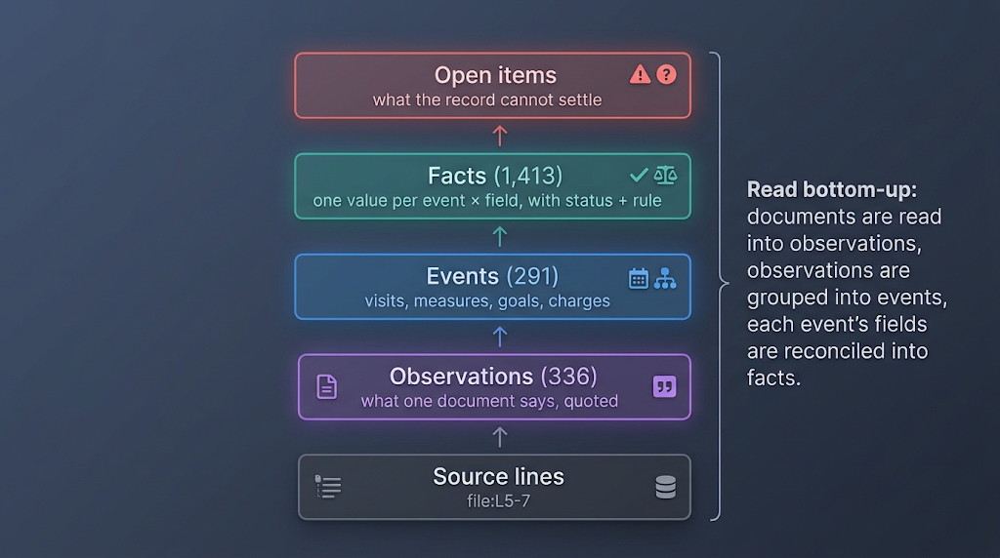 Open items
what the record cannot settle
Facts (1,413)
one value per event × field, with status + rule
Events (291)
visits, measures, goals, charges
Observations (336)
what one document says, quoted
Source lines
file:L5-7
Read bottom-up:
documents are read
into observations,
observations are
grouped into events,
each event's fields
are reconciled into
facts.